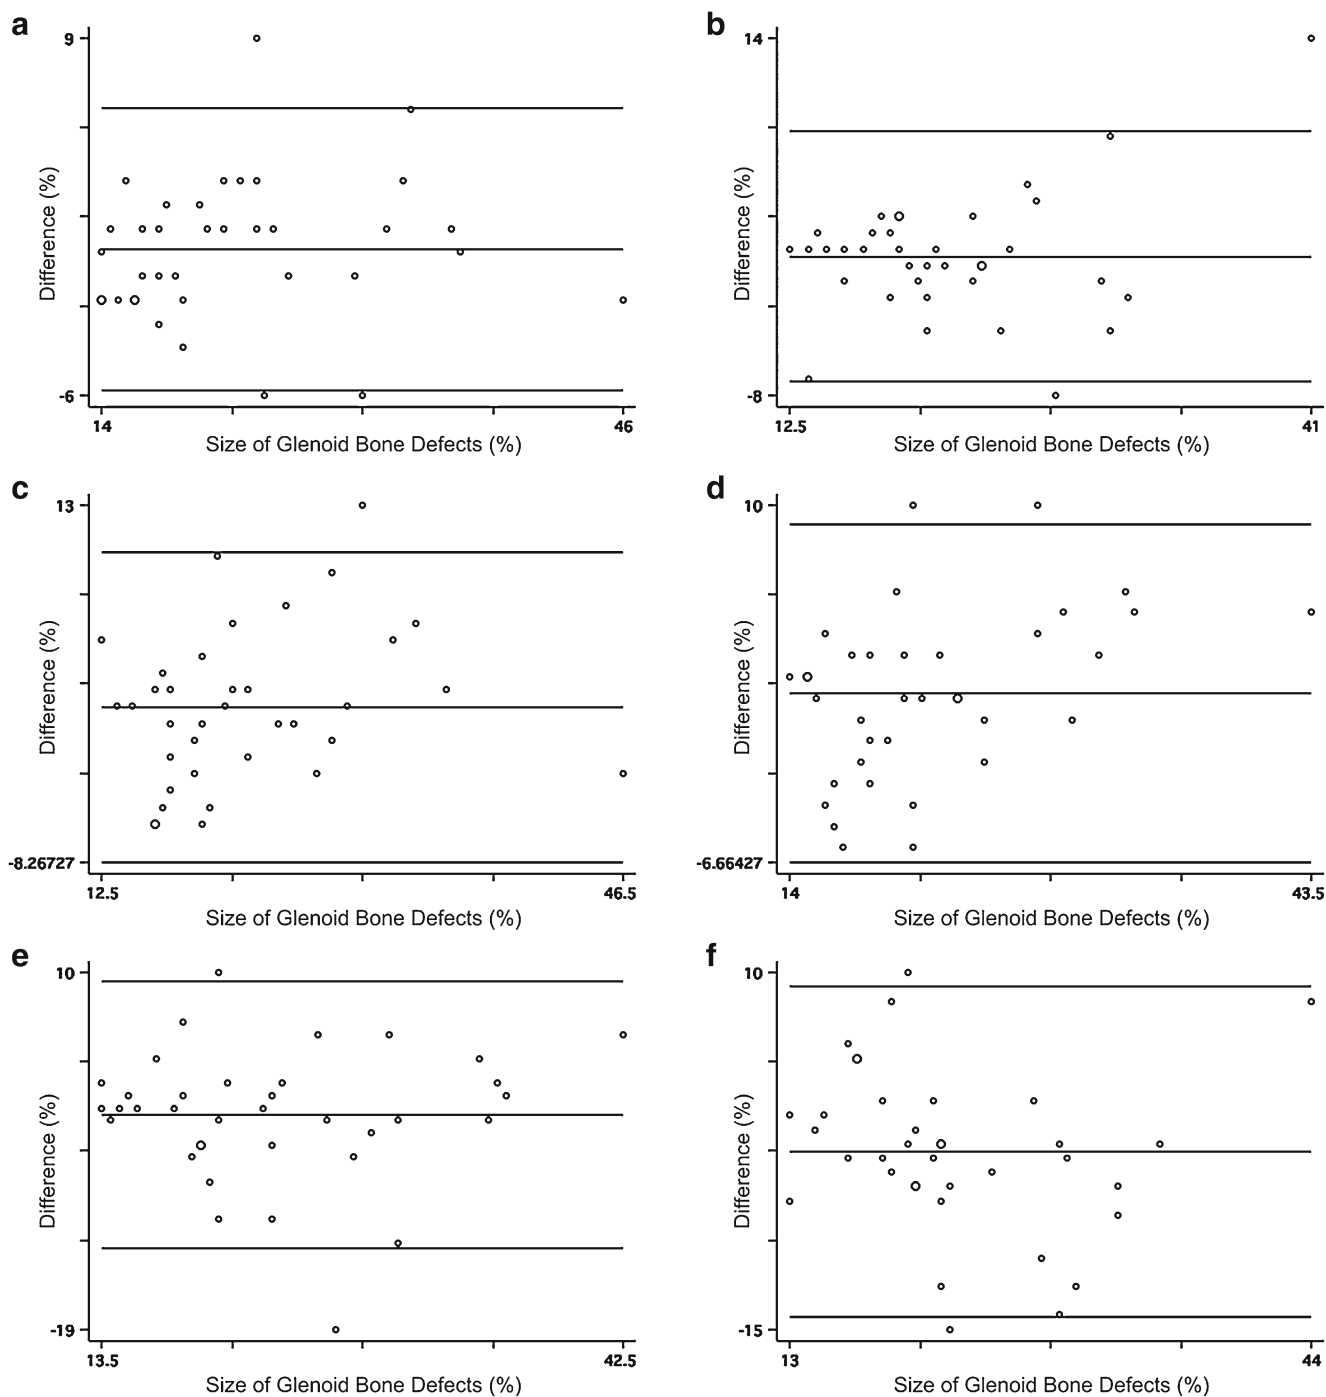 a
9
Difference (%)
-6
14
46
Size of Glenoid Bone Defects (%)
b
14
Difference (%)
-8
12.5
41
Size of Glenoid Bone Defects (%)
c
13
Difference (%)
-8.26727
12.5
46.5
Size of Glenoid Bone Defects (%)
d
10
Difference (%)
-6.66427
14
43.5
Size of Glenoid Bone Defects (%)
e
10
Difference (%)
-19
13.5
42.5
Size of Glenoid Bone Defects (%)
f
10
Difference (%)
-15
13
44
Size of Glenoid Bone Defects (%)